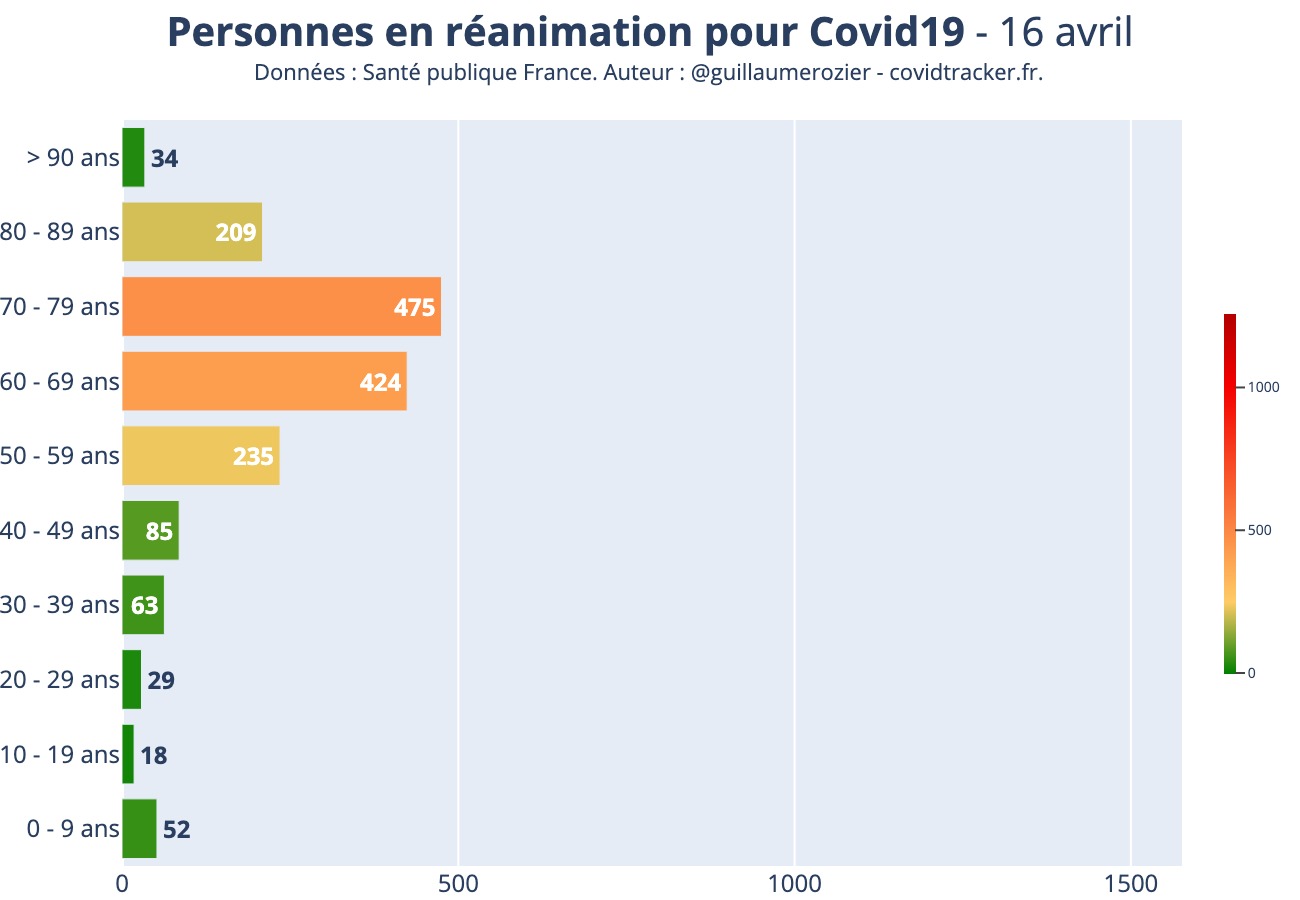 Personnes en réanimation pour Covid19 - 16 avril
Données : Santé publique France. Auteur : @guillaumerozier - covidtracker.fr.
> 90 ans 34
80 - 89 ans 209
70 - 79 ans 475
60 - 69 ans 424
50 - 59 ans 235
40 - 49 ans 85
30 - 39 ans 63
20 - 29 ans 29
10 - 19 ans 18
0 - 9 ans 52
0 500 1000 1500
1000
500
0